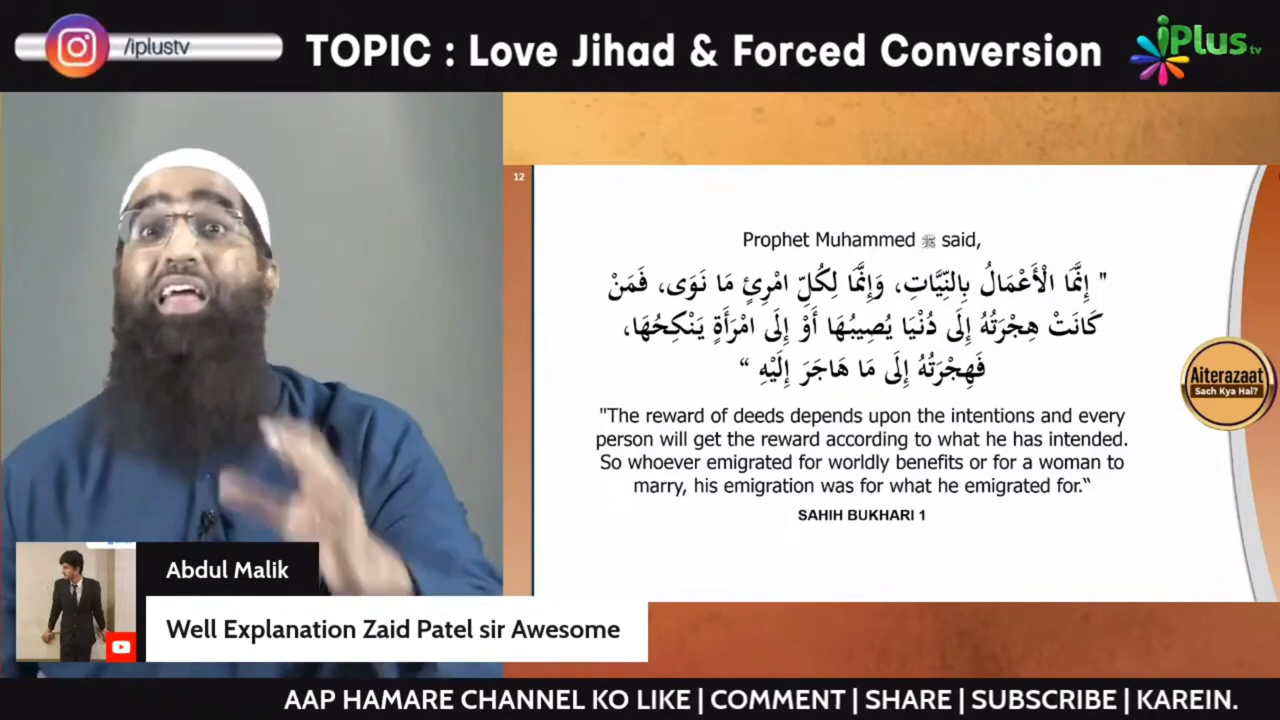 /iplustv
TOPIC : Love Jihad & Forced Conversion
iPlus tv
12
Prophet Muhammed ﷺ said,
" إِنَّمَا الْأَعْمَالُ بِالنِّيَّاتِ، وَإِنَّمَا لِكُلِّ امْرِئٍ مَا نَوَى، فَمَنْ
كَانَتْ هِجْرَتُهُ إِلَى دُنْيَا يُصِيبُهَا أَوْ إِلَى امْرَأَةٍ يَنْكِحُهَا،
فَهِجْرَتُهُ إِلَى مَا هَاجَرَ إِلَيْهِ “
"The reward of deeds depends upon the intentions and every
person will get the reward according to what he has intended.
So whoever emigrated for worldly benefits or for a woman to
marry, his emigration was for what he emigrated for.“
SAHIH BUKHARI 1
Aiterazaat
Sach Kya Hai?
Abdul Malik
Well Explanation Zaid Patel sir Awesome
AAP HAMARE CHANNEL KO LIKE | COMMENT | SHARE | SUBSCRIBE | KAREIN.